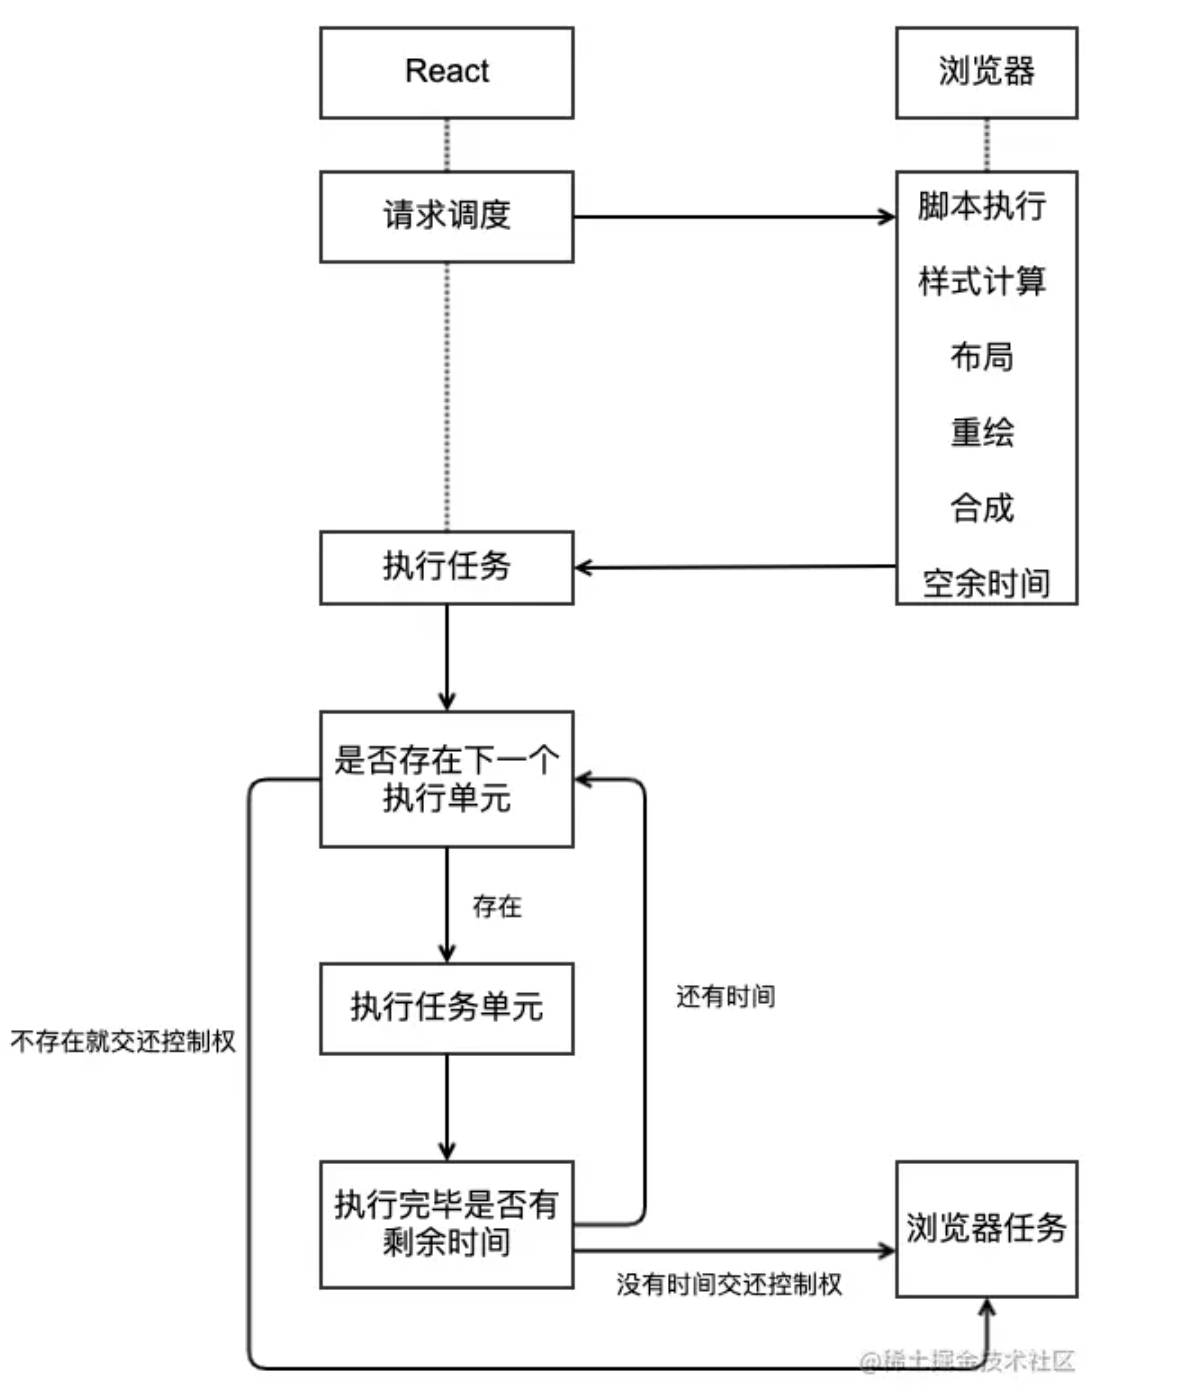 React
浏览器
请求调度
脚本执行
样式计算
布局
重绘
合成
空余时间
执行任务
是否存在下一个
执行单元
存在
执行任务单元
还有时间
不存在就交还控制权
执行完毕是否有
剩余时间
浏览器任务
没有时间交还控制权
@稀土掘金技术社区